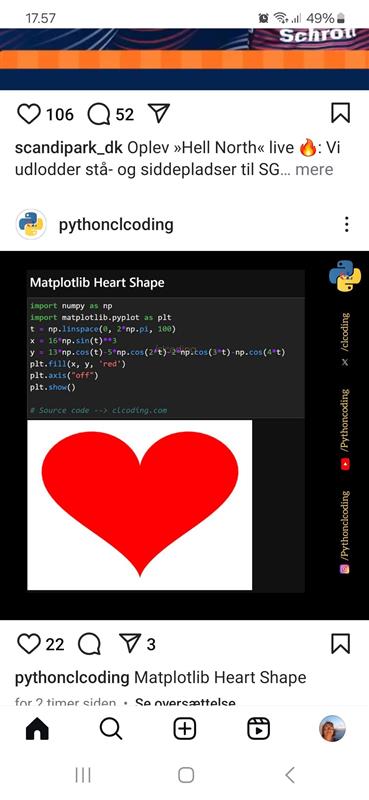 17.57
49%
Schroll
106
52
scandipark_dk Oplev »Hell North« live 🔥: Vi
udlodder stå- og siddepladser til SG... mere
pythonclcoding
Matplotlib Heart Shape
import numpy as np
import matplotlib.pyplot as plt
t = np.linspace(0, 2*np.pi, 100)
x = 16*np.sin(t)**3
y = 13*np.cos(t)-5*np.cos(2*t)-2*np.cos(3*t)-np.cos(4*t)
plt.fill(x, y, 'red')
plt.axis("off")
plt.show()
# Source code --> clcoding.com
/clcoding
/Pythoncoding
/Pythonclcoding
22
3
pythonclcoding Matplotlib Heart Shape
for 2 timer siden • Se oversættelse